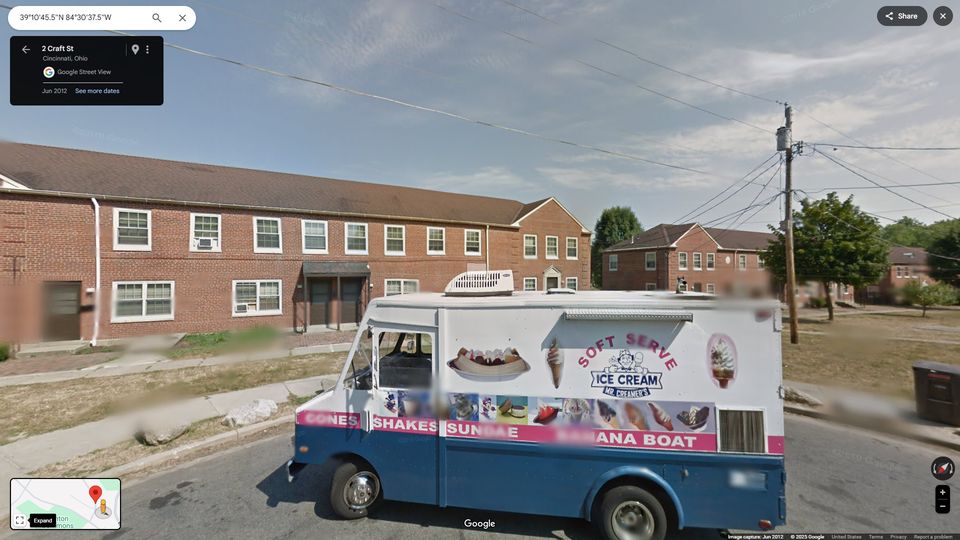 39°10'45.5"N 84°30'37.5"W
Share
2 Craft St
Cincinnati, Ohio
Google Street View
Jun 2012 See more dates
SOFT SERVE
ICE CREAM
MR. CREAMER'S
CONES SHAKES SUNDAE BANANA BOAT
Expand
Google
Image capture: Jun 2012 © 2025 Google United States Terms Privacy Report a problem